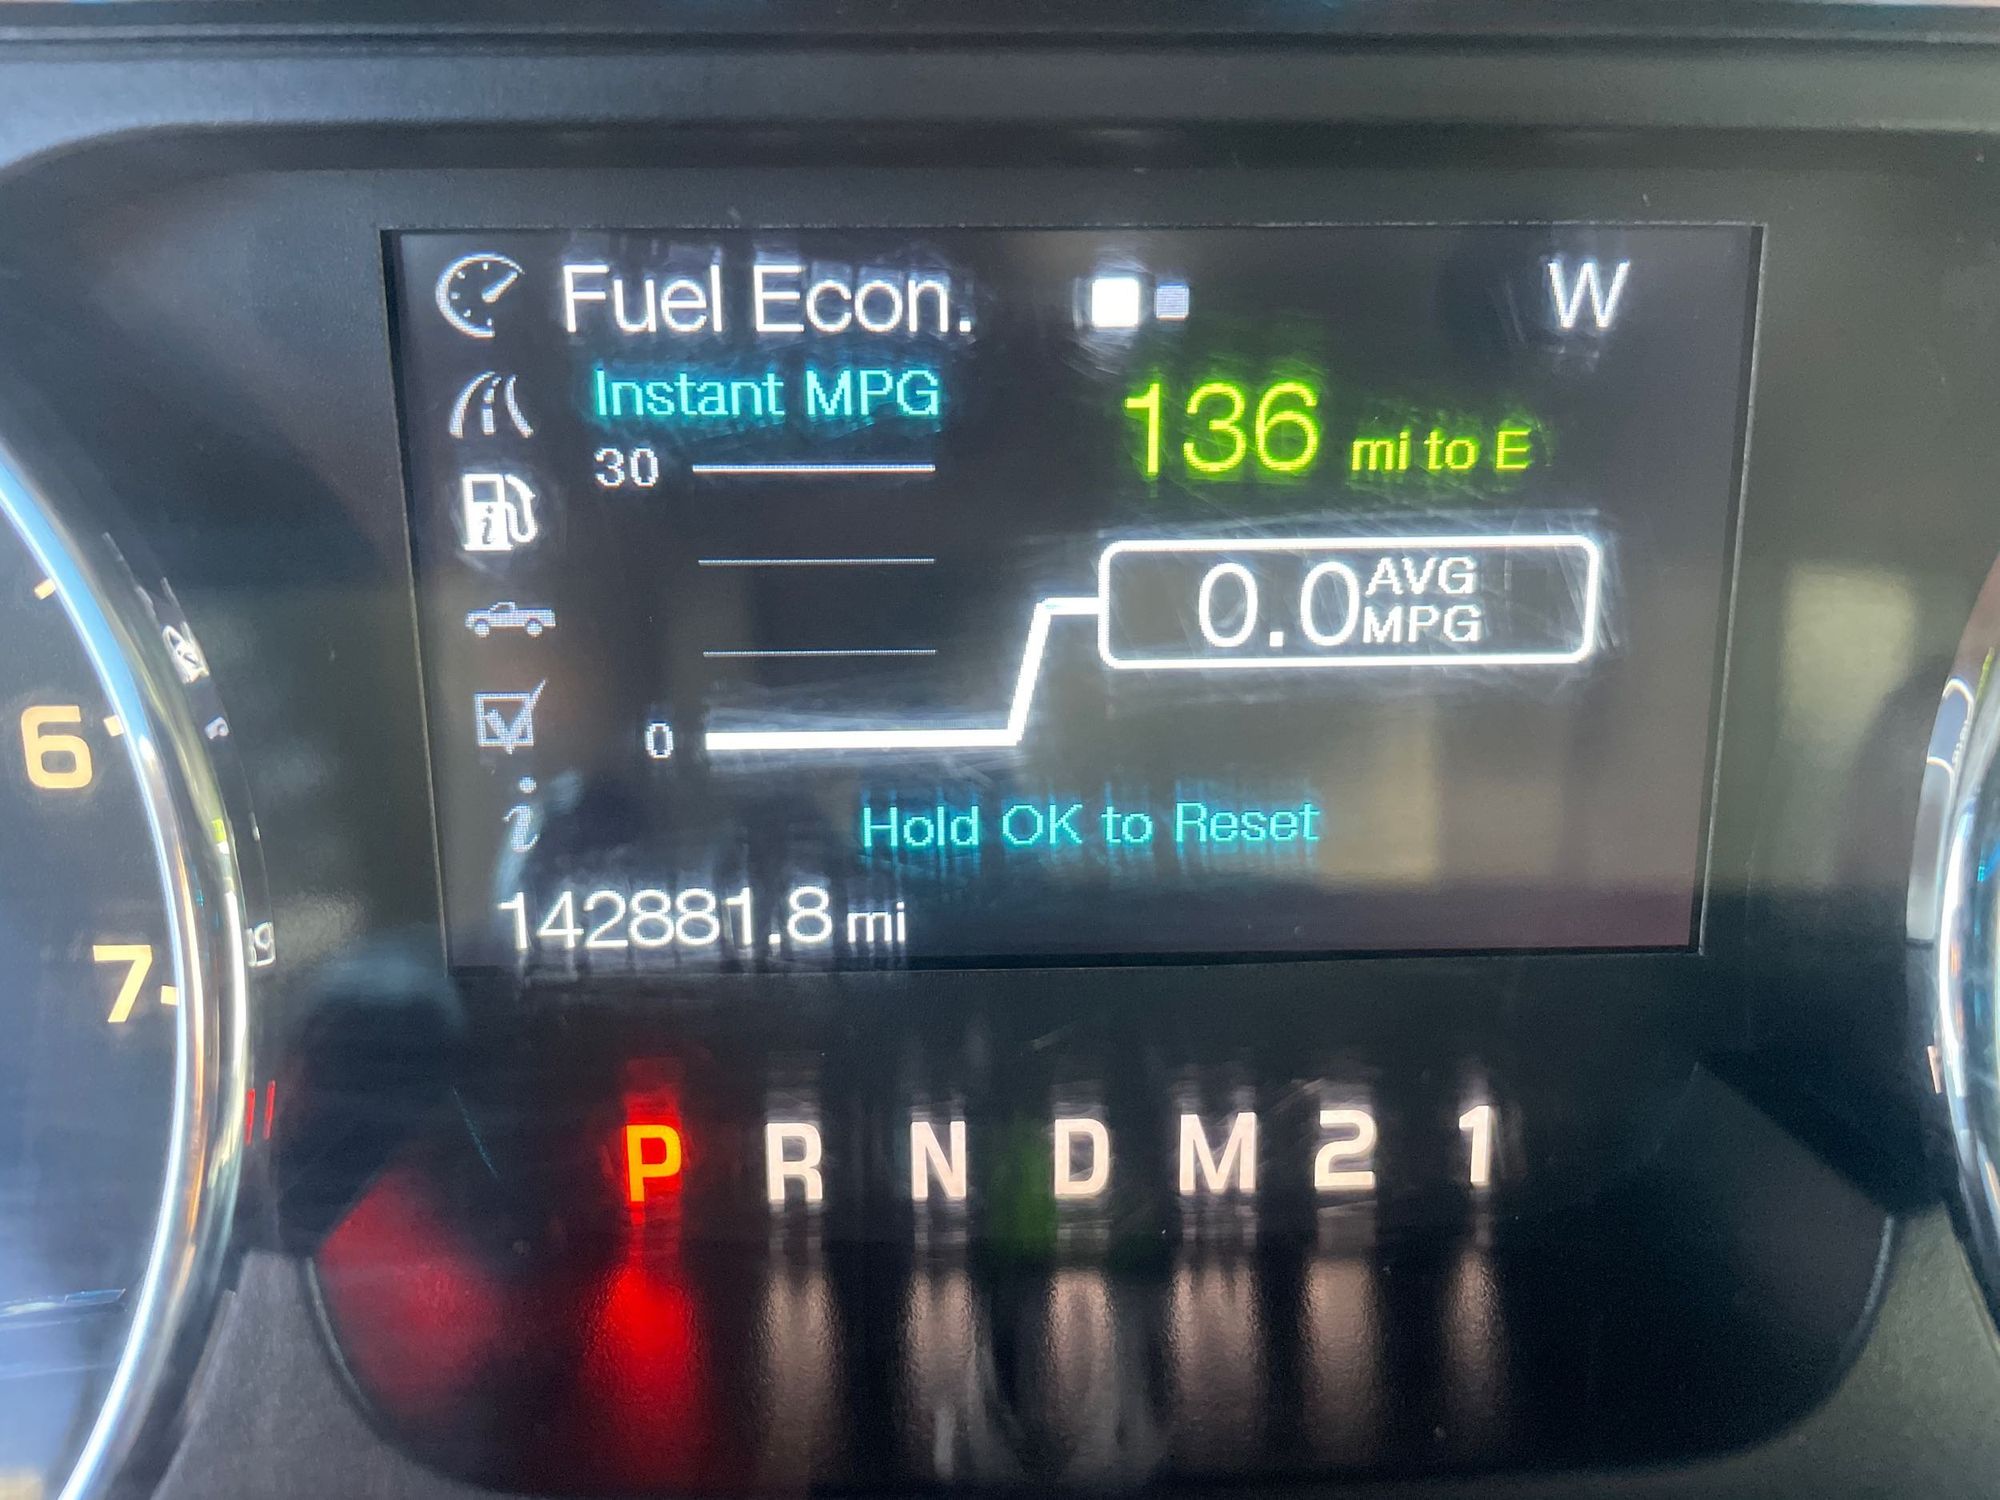 Fuel Econ.
W
Instant MPG
136 mi to E
30
0.0 AVG MPG
0
Hold OK to Reset
142881.8 mi
6
7
P R N D M 2 1